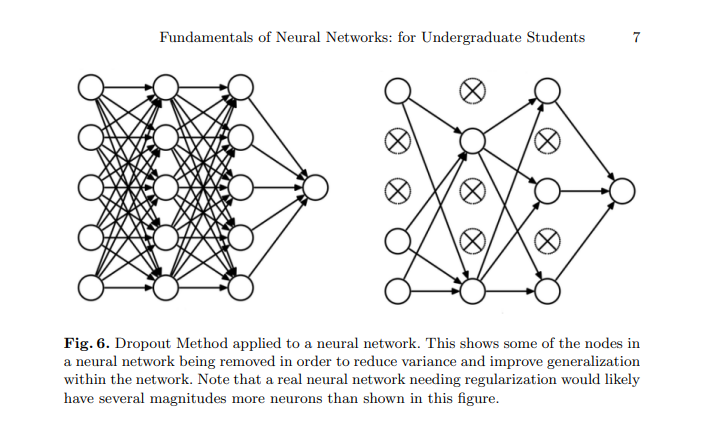 Fundamentals of Neural Networks: for Undergraduate Students 7
Fig. 6. Dropout Method applied to a neural network. This shows some of the nodes in
a neural network being removed in order to reduce variance and improve generalization
within the network. Note that a real neural network needing regularization would likely
have several magnitudes more neurons than shown in this figure.